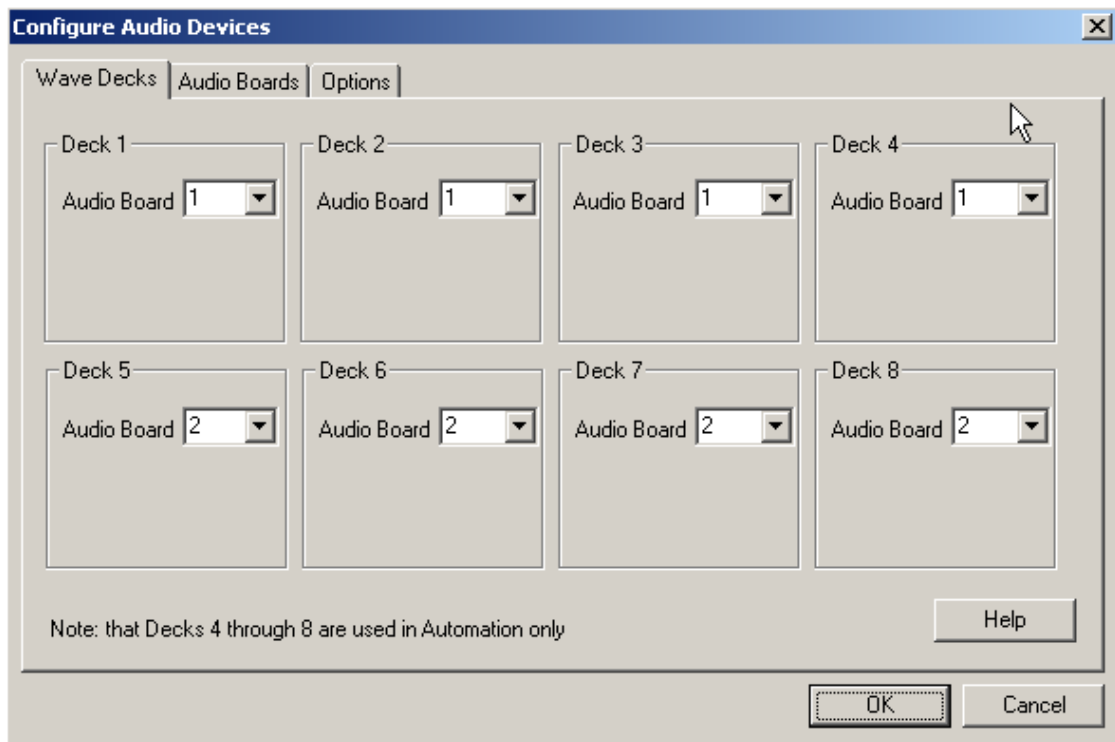 Configure Audio Devices
Wave Decks Audio Boards Options
Deck 1 Deck 2 Deck 3 Deck 4
Audio Board 1 Audio Board 1 Audio Board 1 Audio Board 1
Deck 5 Deck 6 Deck 7 Deck 8
Audio Board 2 Audio Board 2 Audio Board 2 Audio Board 2
Note: that Decks 4 through 8 are used in Automation only
Help
OK Cancel